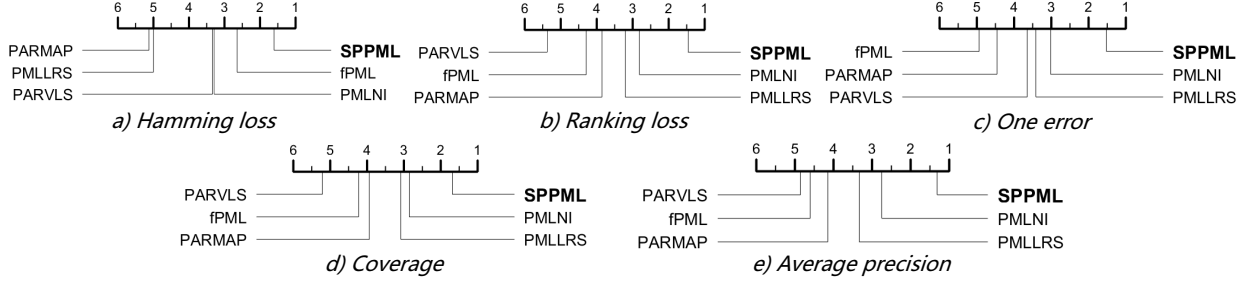 6 5 4 3 2 1
PARMAP SPPML
PMLLRS fPML
PARVLS PMLNI
a) Hamming loss
6 5 4 3 2 1
PARVLS SPPML
fPML PMLNI
PARMAP PMLLRS
b) Ranking loss
6 5 4 3 2 1
fPML SPPML
PARMAP PMLNI
PARVLS PMLLRS
c) One error
6 5 4 3 2 1
PARVLS SPPML
fPML PMLNI
PARMAP PMLLRS
d) Coverage
6 5 4 3 2 1
PARVLS SPPML
fPML PMLNI
PARMAP PMLLRS
e) Average precision